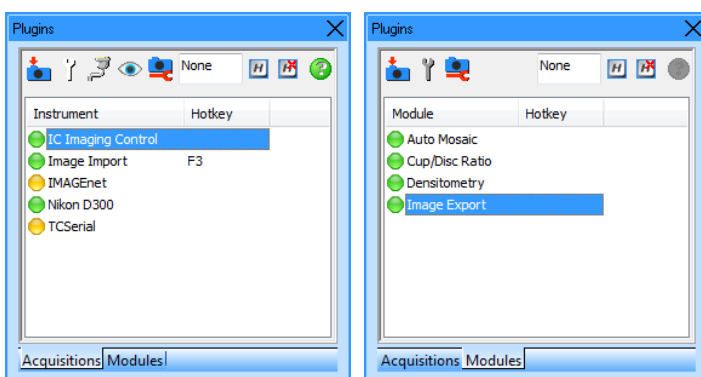 Plugins
None
H H ?
Instrument Hotkey
IC Imaging Control
Image Import F3
IMAGEnet
Nikon D300
TCSerial
Acquisitions Modules
Plugins
None
H H ?
Module Hotkey
Auto Mosaic
Cup/Disc Ratio
Densitometry
Image Export
Acquisitions Modules